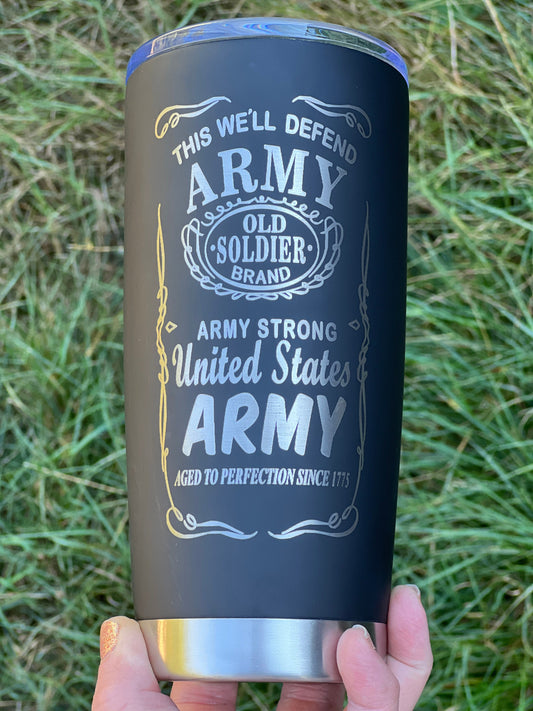 THIS WE'LL DEFEND
ARMY
OLD
·SOLDIER·
BRAND
ARMY STRONG
United States
ARMY
AGED TO PERFECTION SINCE 1775